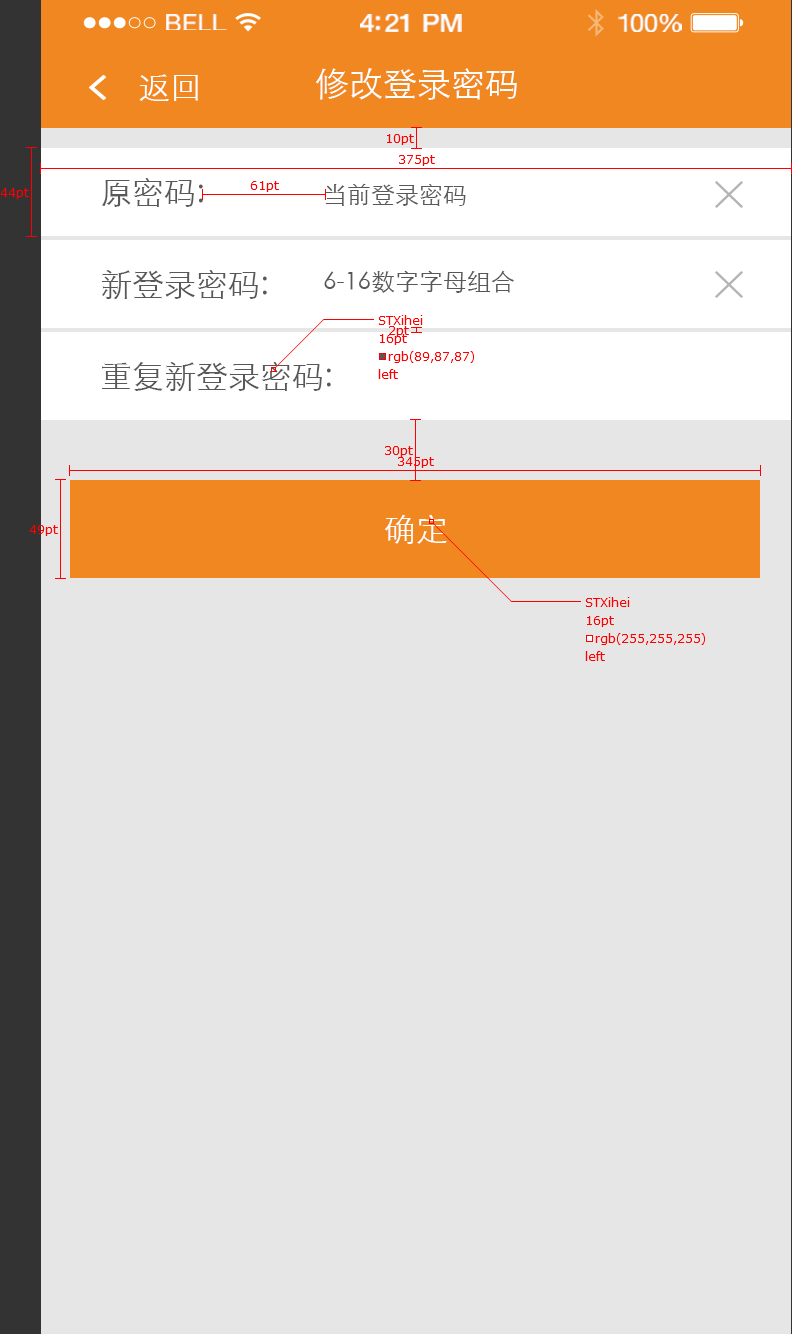 BELL 4:21 PM 100%
返回 修改登录密码
10pt
375pt
44pt 原密码: 61pt 当前登录密码
新登录密码: 6-16数字字母组合
STXihei
2pt
16pt
rgb(89,87,87)
重复新登录密码: left
30pt
345pt
49pt 确定
STXihei
16pt
rgb(255,255,255)
left